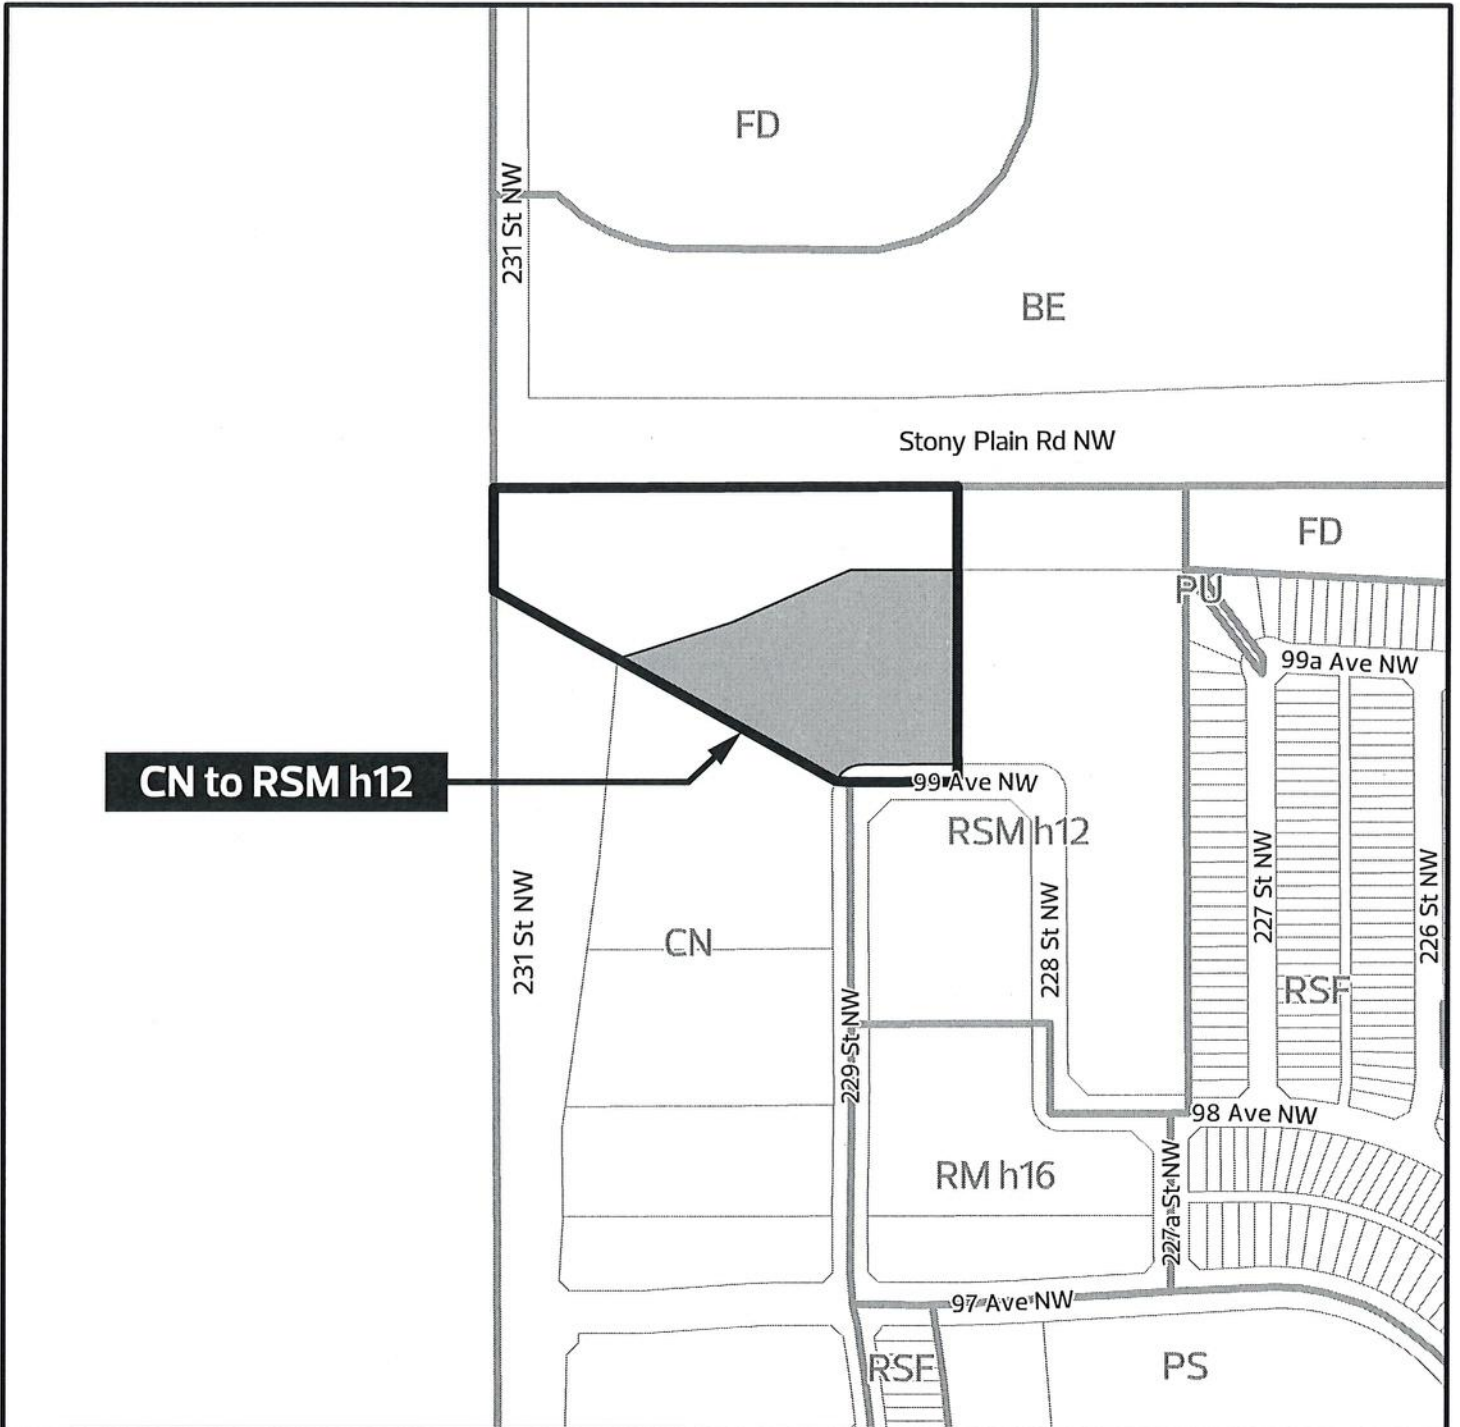 FD
231 St NW
BE
Stony Plain Rd NW
FD
PU
99a Ave NW
CN to RSM h12
99 Ave NW
RSM h12
227 St NW
226 St NW
231 St NW
CN
228 St NW
RSF
229 St NW
98 Ave NW
RM h16
227a St NW
97 Ave NW
RSF
PS